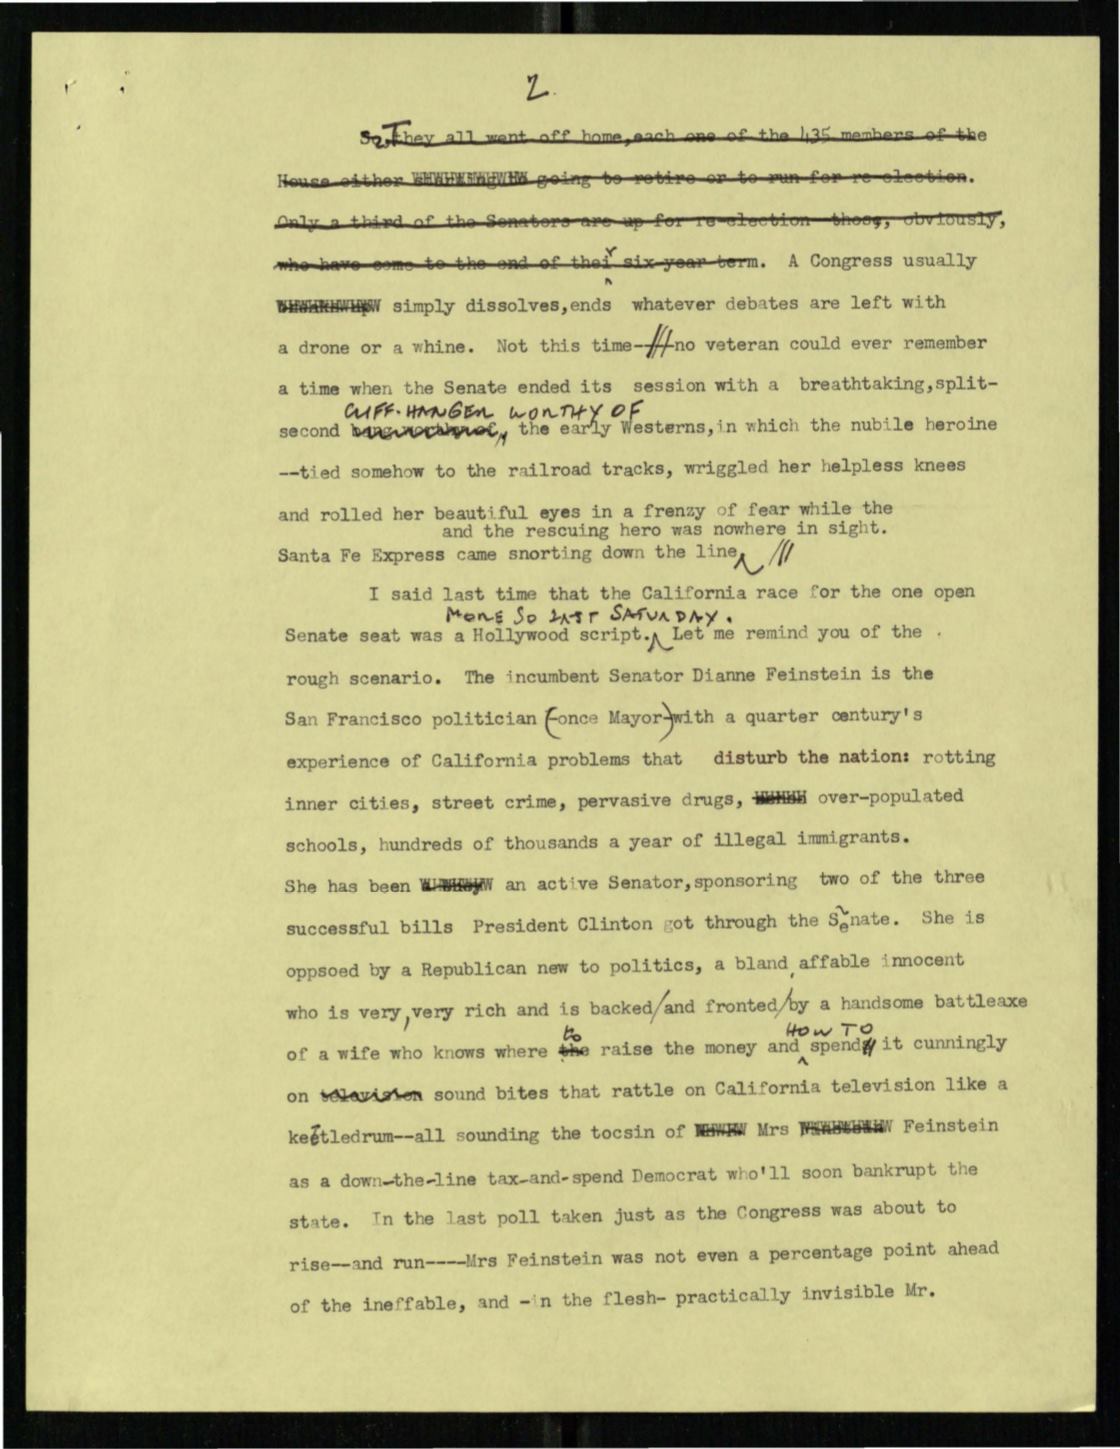 2.
So, They all went off home,each one of the 435 members of the
House either going to retire or to run for re-election.
Only a third of the Senators are up for re-election those, obviously,
who have come to the end of their six-year term. A Congress usually
simply dissolves,ends whatever debates are left with
a drone or a whine. Not this time--no veteran could ever remember
a time when the Senate ended its session with a breathtaking,split-
CLIFF-HANGER WORTHY OF
second the early Westerns,in which the nubile heroine
--tied somehow to the railroad tracks, wriggled her helpless knees
and rolled her beautiful eyes in a frenzy of fear while the
and the rescuing hero was nowhere in sight.
Santa Fe Express came snorting down the line
I said last time that the California race for the one open
MORE SO LAST SATURDAY.
Senate seat was a Hollywood script. Let me remind you of the
rough scenario. The incumbent Senator Dianne Feinstein is the
San Francisco politician (once Mayor) with a quarter century's
experience of California problems that disturb the nation: rotting
inner cities, street crime, pervasive drugs, over-populated
schools, hundreds of thousands a year of illegal immigrants.
She has been an active Senator,sponsoring two of the three
successful bills President Clinton got through the Senate. She is
oppsoed by a Republican new to politics, a bland, affable innocent
who is very,very rich and is backed/and fronted/by a handsome battleaxe
to HOW TO
of a wife who knows where the raise the money and spend it cunningly
on television sound bites that rattle on California television like a
kettledrum--all sounding the tocsin of Mrs Feinstein
as a down-the-line tax-and-spend Democrat who'll soon bankrupt the
state. In the last poll taken just as the Congress was about to
rise--and run----Mrs Feinstein was not even a percentage point ahead
of the ineffable, and -in the flesh- practically invisible Mr.